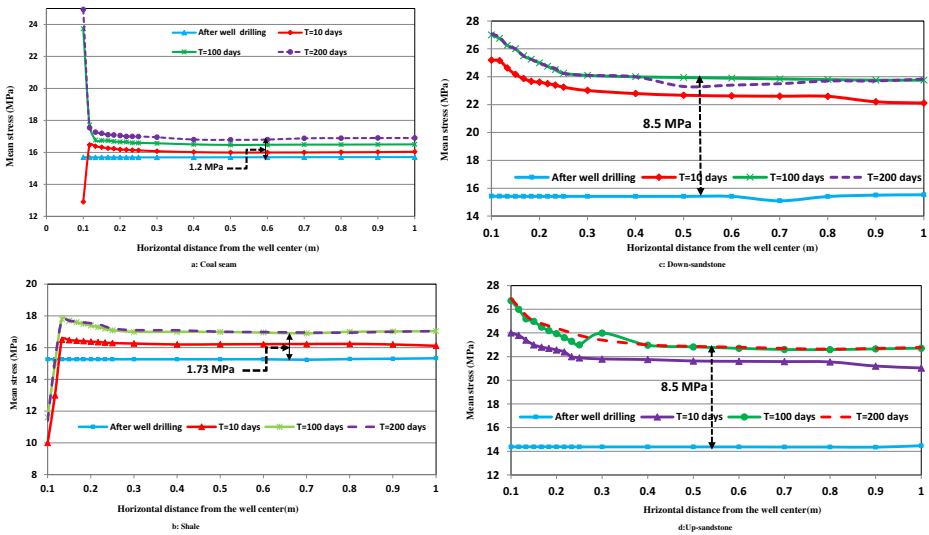 Mean stress (MPa)
24
22
20
18
16
14
12
After well drilling
T=10 days
T=100 days
T=200 days
1.2 MPa
0
0.1
0.2
0.3
0.4
0.5
0.6
0.7
0.8
0.9
1
Horizontal distance from the well center (m)
a: Coal seam
Mean stress (MPa)
28
26
24
22
20
18
16
14
8.5 MPa
After well drilling
T=10 days
T=100 days
T=200 days
0.1
0.2
0.3
0.4
0.5
0.6
0.7
0.8
0.9
1
Horizontal distance from the well center (m)
c: Down-sandstone
Mean stress (MPa)
20
18
16
14
12
10
8
1.73 MPa
After well drilling
T=10 days
T=100 days
T=200 days
0.1
0.2
0.3
0.4
0.5
0.6
0.7
0.8
0.9
1
Horizontal distance from the well center(m)
b: Shale
Mean stress (MPa)
28
26
24
22
20
18
16
14
12
8.5 MPa
After well drilling
T=10 days
T=100 days
T=200 days
0.1
0.2
0.3
0.4
0.5
0.6
0.7
0.8
0.9
1
Horizontal distance from the well center(m)
d:Up-sandstone